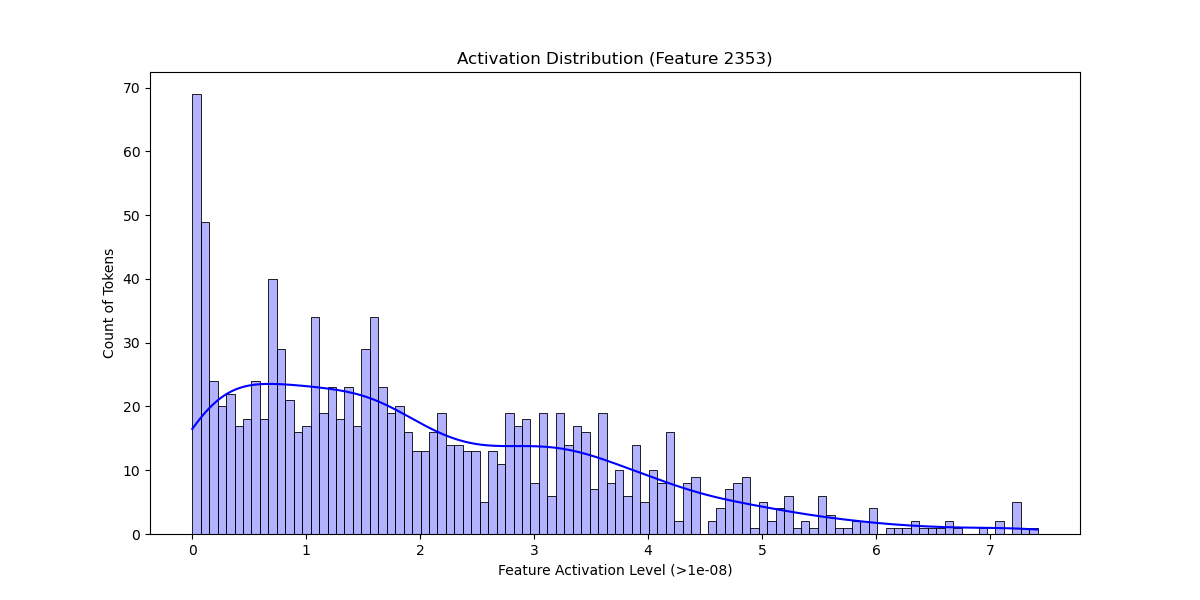 Activation Distribution (Feature 2353)
70
60
50
40
30
20
10
0
Count of Tokens
0 1 2 3 4 5 6 7
Feature Activation Level (>1e-08)